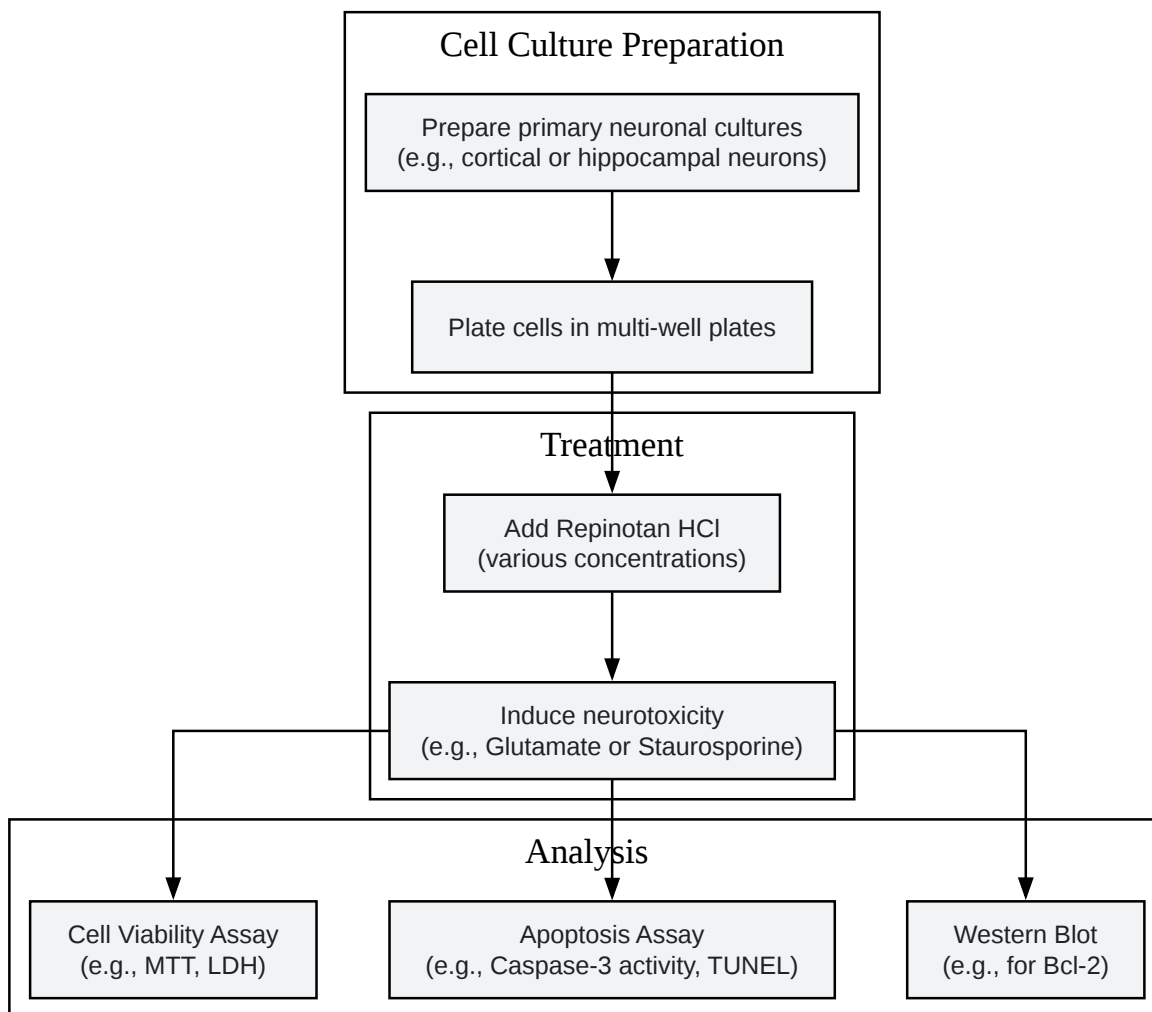 Cell Culture Preparation
Prepare primary neuronal cultures
(e.g., cortical or hippocampal neurons)
Plate cells in multi-well plates
Treatment
Add Repinotan HCl
(various concentrations)
Induce neurotoxicity
(e.g., Glutamate or Staurosporine)
Analysis
Cell Viability Assay
(e.g., MTT, LDH)
Apoptosis Assay
(e.g., Caspase-3 activity, TUNEL)
Western Blot
(e.g., for Bcl-2)